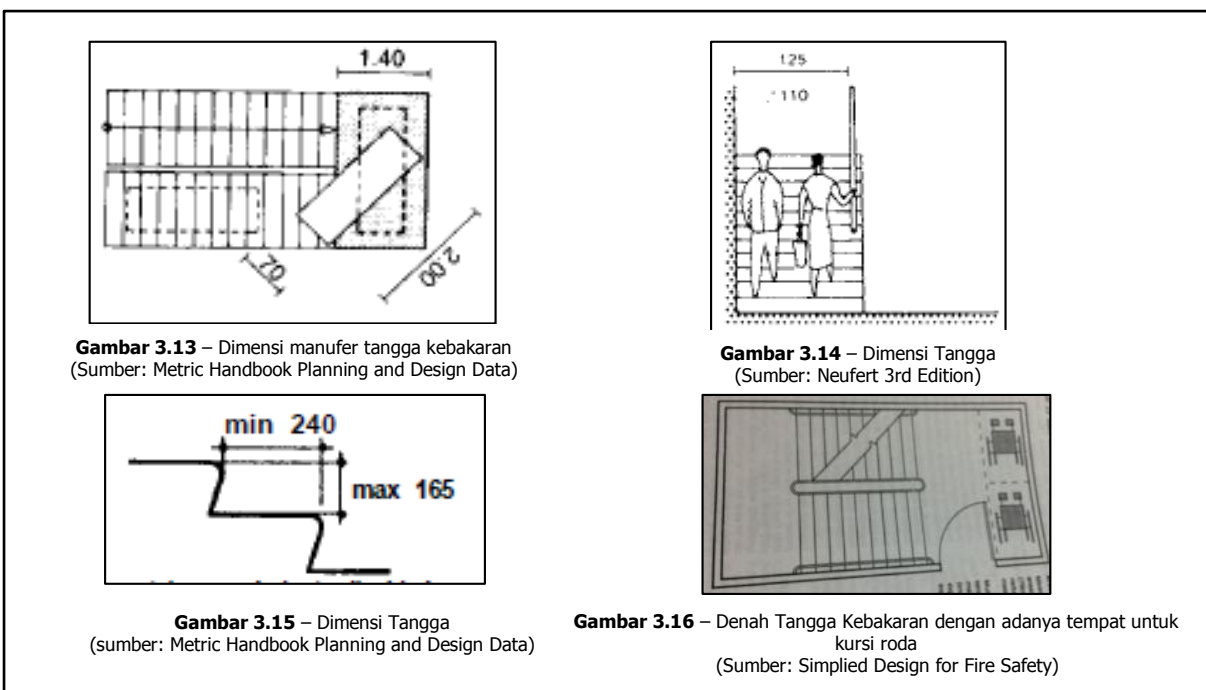 1.40
70
2.00
Gambar 3.13 – Dimensi manufer tangga kebakaran
(Sumber: Metric Handbook Planning and Design Data)
125
110
Gambar 3.14 – Dimensi Tangga
(Sumber: Neufert 3rd Edition)
min 240
max 165
Gambar 3.15 – Dimensi Tangga
(sumber: Metric Handbook Planning and Design Data)
Gambar 3.16 – Denah Tangga Kebakaran dengan adanya tempat untuk
kursi roda
(Sumber: Simplied Design for Fire Safety)